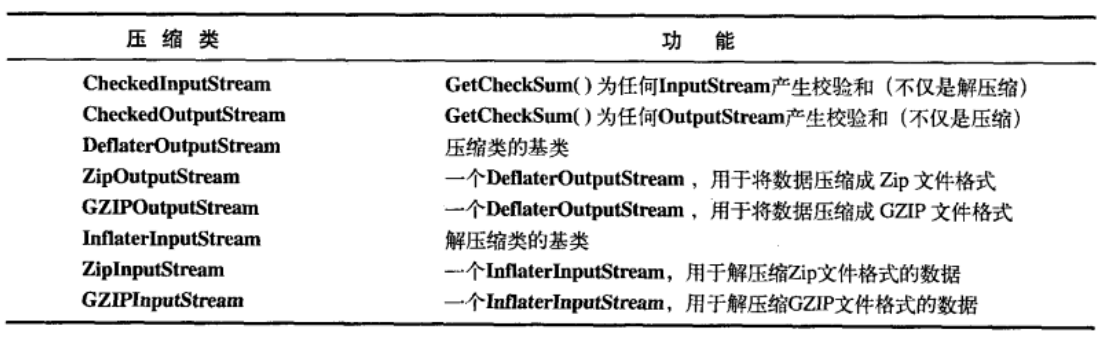 压缩类 功能
CheckedInputStream GetCheckSum()为任何InputStream产生校验和（不仅是解压缩）
CheckedOutputStream GetCheckSum()为任何OutputStream产生校验和（不仅是压缩）
DeflaterOutputStream 压缩类的基类
ZipOutputStream 一个DeflaterOutputStream，用于将数据压缩成 Zip 文件格式
GZIPOutputStream 一个DeflaterOutputStream，用于将数据压缩成 GZIP 文件格式
InflaterInputStream 解压缩类的基类
ZipInputStream 一个InflaterInputStream，用于解压缩Zip文件格式的数据
GZIPInputStream 一个InflaterInputStream，用于解压缩GZIP文件格式的数据